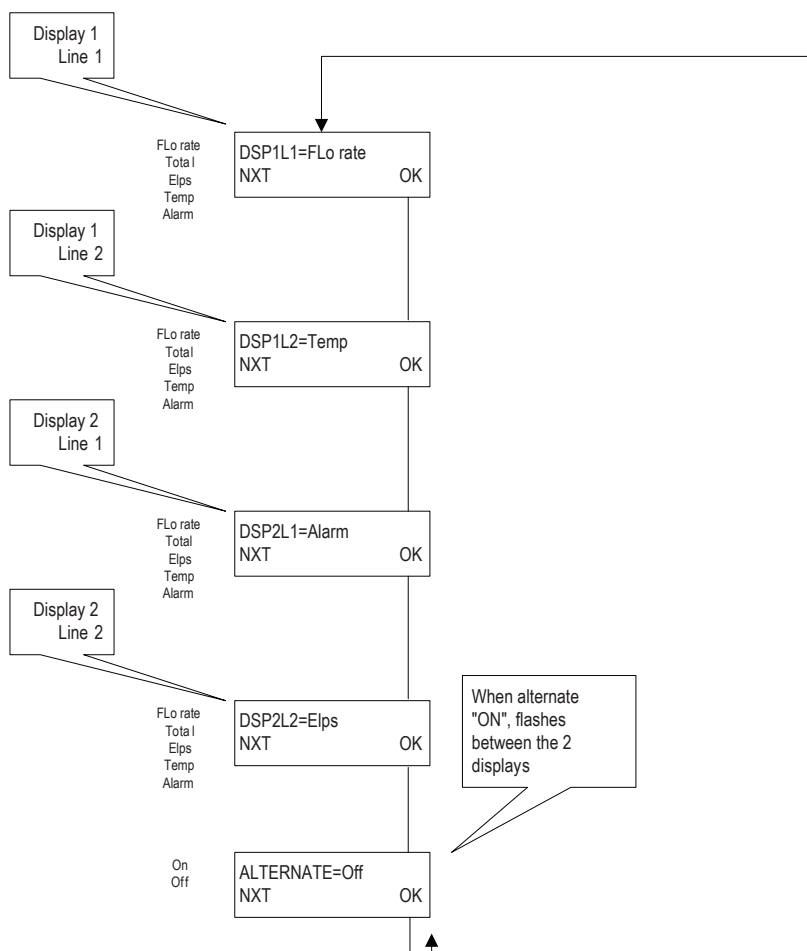 Display 1
Line 1
FLo rate
Total
Elps
Temp
Alarm
DSP1L1=FLo rate
NXT OK
Display 1
Line 2
FLo rate
Total
Elps
Temp
Alarm
DSP1L2=Temp
NXT OK
Display 2
Line 1
FLo rate
Total
Elps
Temp
Alarm
DSP2L1=Alarm
NXT OK
Display 2
Line 2
FLo rate
Total
Elps
Temp
Alarm
DSP2L2=Elps
NXT OK
When alternate
"ON", flashes
between the 2
displays
On
Off
ALTERNATE=Off
NXT OK